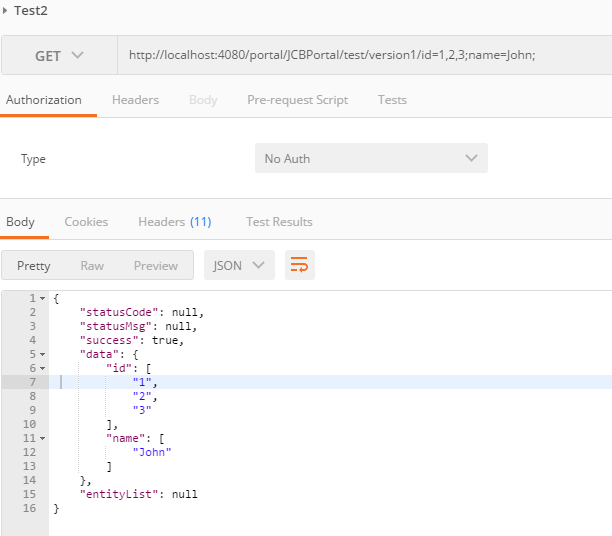 Test2
GET http://localhost:4080/portal/JCBPortal/test/version1/id=1,2,3;name=John;
Authorization Headers Body Pre-request Script Tests
Type No Auth
Body Cookies Headers (11) Test Results
Pretty Raw Preview JSON
1 {
2 "statusCode": null,
3 "statusMsg": null,
4 "success": true,
5 "data": {
6 "id": [
7 "1",
8 "2",
9 "3"
10 ],
11 "name": [
12 "John"
13 ]
14 },
15 "entityList": null
16 }